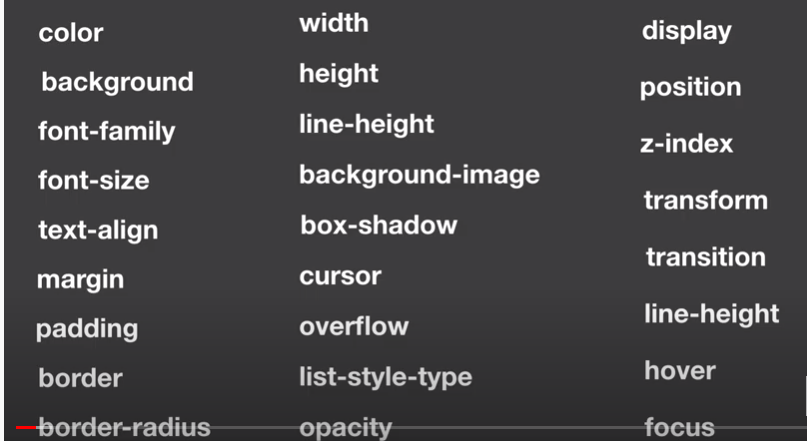 color
background
font-family
font-size
text-align
margin
padding
border
border-radius
width
height
line-height
background-image
box-shadow
cursor
overflow
list-style-type
opacity
display
position
z-index
transform
transition
line-height
hover
focus